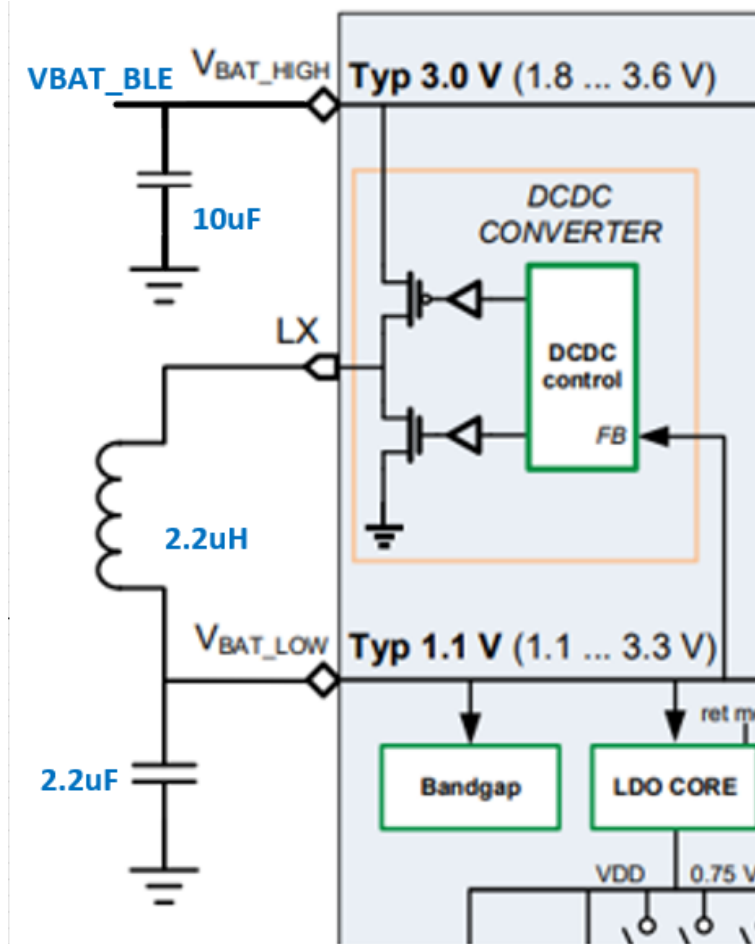 VBAT_BLE
VBAT_HIGH
Typ 3.0 V (1.8 ... 3.6 V)
10uF
DCDC
CONVERTER
LX
DCDC
control
FB
2.2uH
VBAT_LOW
Typ 1.1 V (1.1 ... 3.3 V)
ret
2.2uF
Bandgap
LDO CORE
VDD
0.75 V